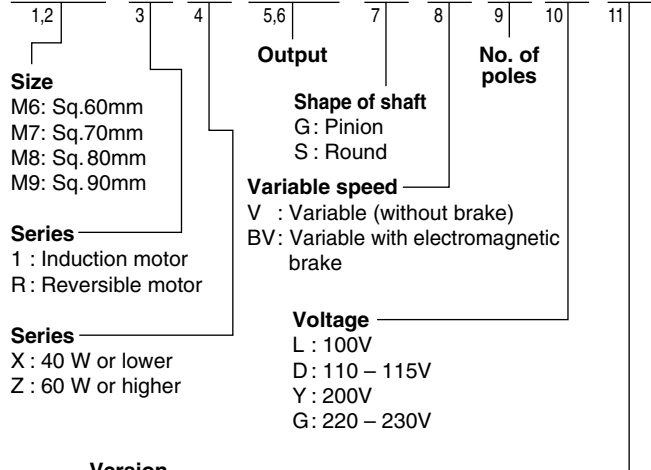 1,2 3 4 5,6 7 8 9 10 11
Output
No. of
poles
Size
M6: Sq.60mm
M7: Sq.70mm
M8: Sq.80mm
M9: Sq.90mm
Shape of shaft
G: Pinion
S : Round
Variable speed
V : Variable (without brake)
BV: Variable with electromagnetic
brake
Series
1 : Induction motor
R: Reversible motor
Series
X : 40 W or lower
Z : 60 W or higher
Voltage
L : 100V
D: 110 – 115V
Y : 200V
G: 220 – 230V
Version